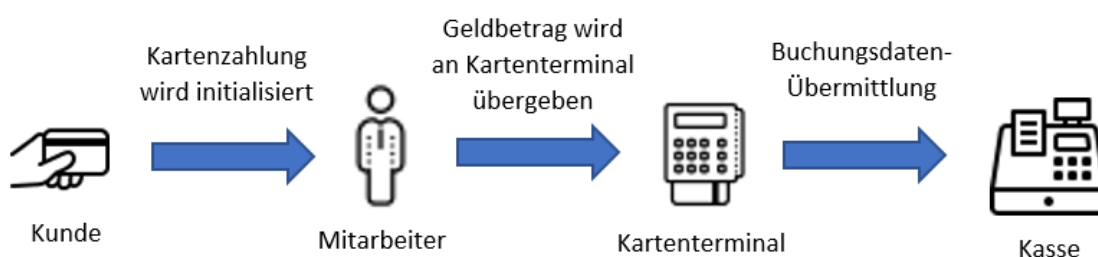 Kartenzahlung
wird initialisiert
Geldbetrag wird
an Kartenterminal
übergeben
Buchungsdaten-
Übermittlung
Kunde
Mitarbeiter
Kartenterminal
Kasse